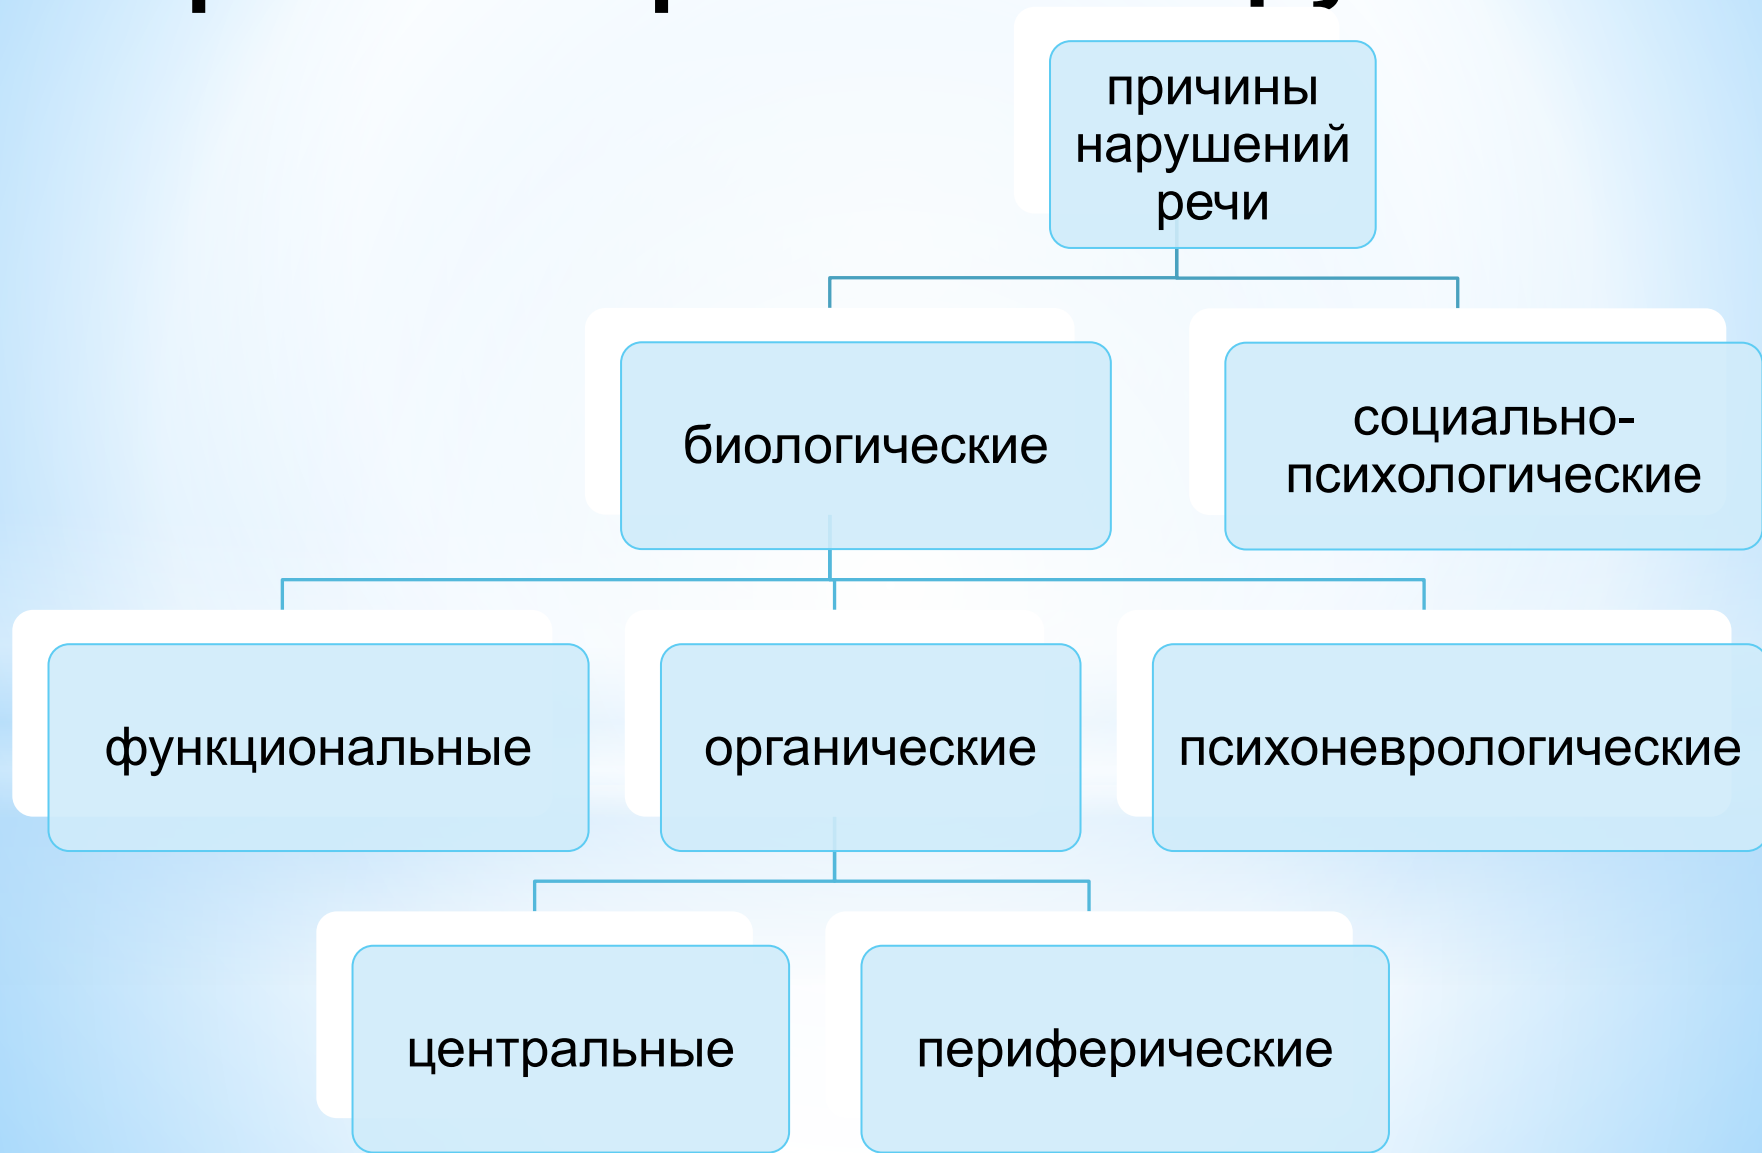 причины
нарушений
речи
биологические
социально-
психологические
функциональные
органические
психоневрологические
центральные
периферические